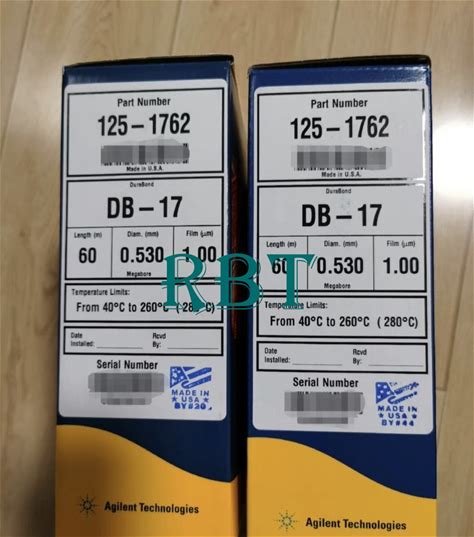 Part Number
125-1762
Made in U.S.A.
DuraBond
DB-17
Length (m) Diam. (mm) Film (µm)
60 0.530 1.00
Megabore
Temperature Limits:
From 40°C to 260°C (280°C)
Date Installed: Rcvd By:
Serial Number
MADE IN
USA
BY#20
Agilent Technologies
Part Number
125-1762
Made in U.S.A.
DuraBond
DB-17
Length (m) Diam. (mm) Film (µm)
60 0.530 1.00
Megabore
Temperature Limits:
From 40°C to 260°C (280°C)
Date Installed: Rcvd By:
Serial Number
MADE IN
USA
BY#44
Agilent Technologies
RBT